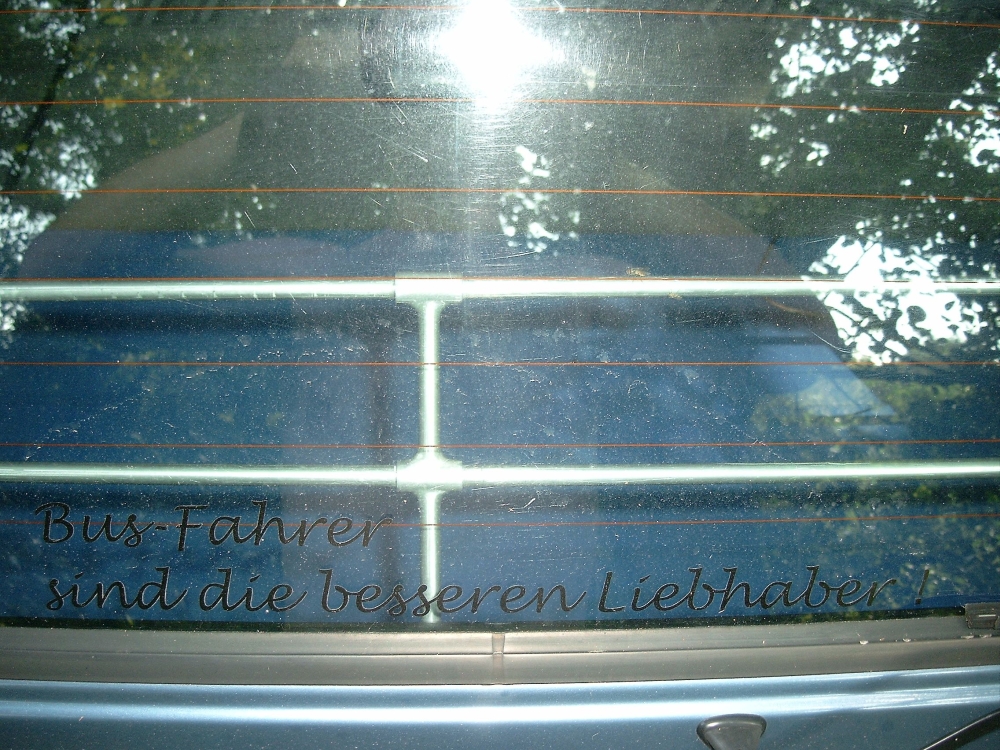 Bus-Fahrer
sind die besseren Liebhaber !